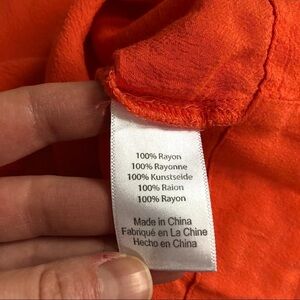 100% Rayon
100% Rayonne
100% Kunstseide
100% Raion
100% Rayon
Made in China
Fabriqué en La Chine
Hecho en China